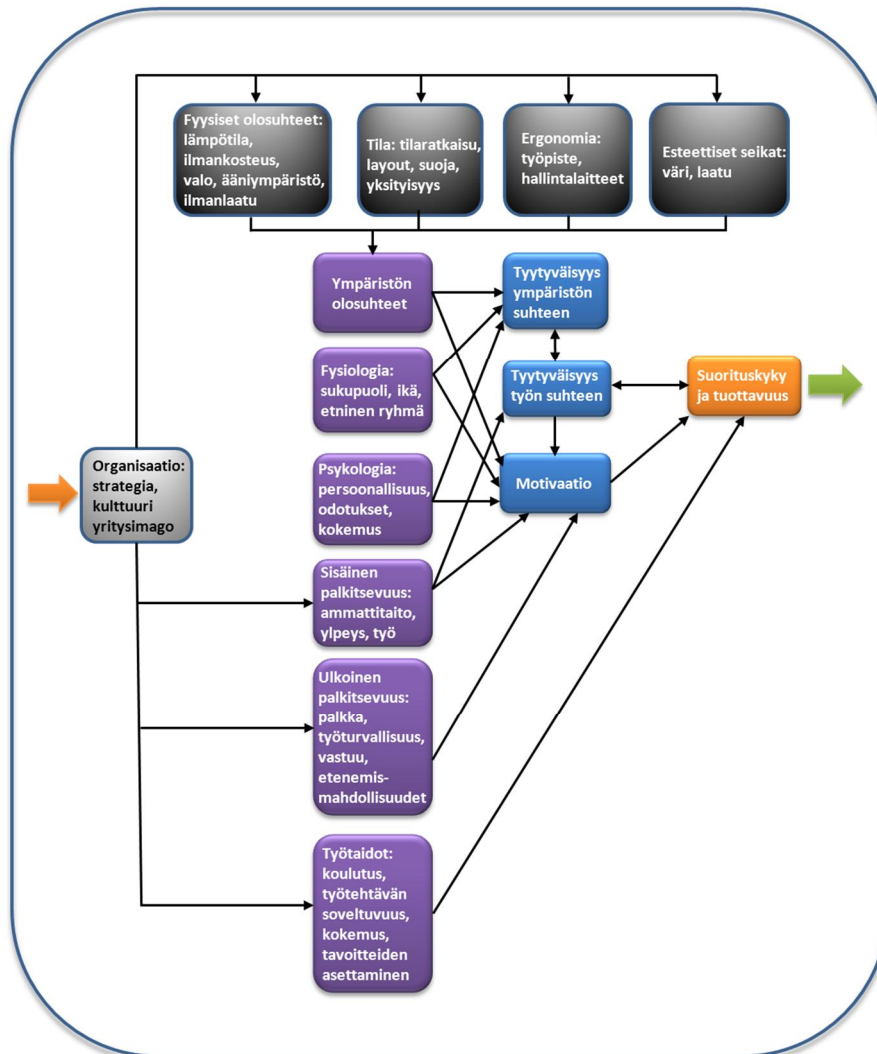 Fyysiset olosuhteet:
lämpötila,
ilmankosteus,
valo, ääniympäristö,
ilmanlaatu
Tila: tilaratkaisu,
layout, suoja,
yksityisyys
Ergonomia:
työpiste,
hallintalaitteet
Esteettiset seikat:
väri, laatu
Ympäristön
olosuhteet
Tyytyväisyys
ympäristön
suhteen
Fysiologia:
sukupuoli, ikä,
etninen ryhmä
Tyytyväisyys
työn suhteen
Suorituskyky
ja tuottavuus
Organisaatio:
strategia,
kulttuuri
yritysimago
Psykologia:
persoonallisuus,
odotukset,
kokemus
Motivaatio
Sisäinen
palkitsevuus:
ammattitaito,
ylpeys, työ
Ulkoinen
palkitsevuus:
palkka,
työturvallisuus,
vastuu,
etenemis-
mahdollisuudet
Työtaidot:
koulutus,
työtehtävän
soveltuvuus,
kokemus,
tavoitteiden
asettaminen